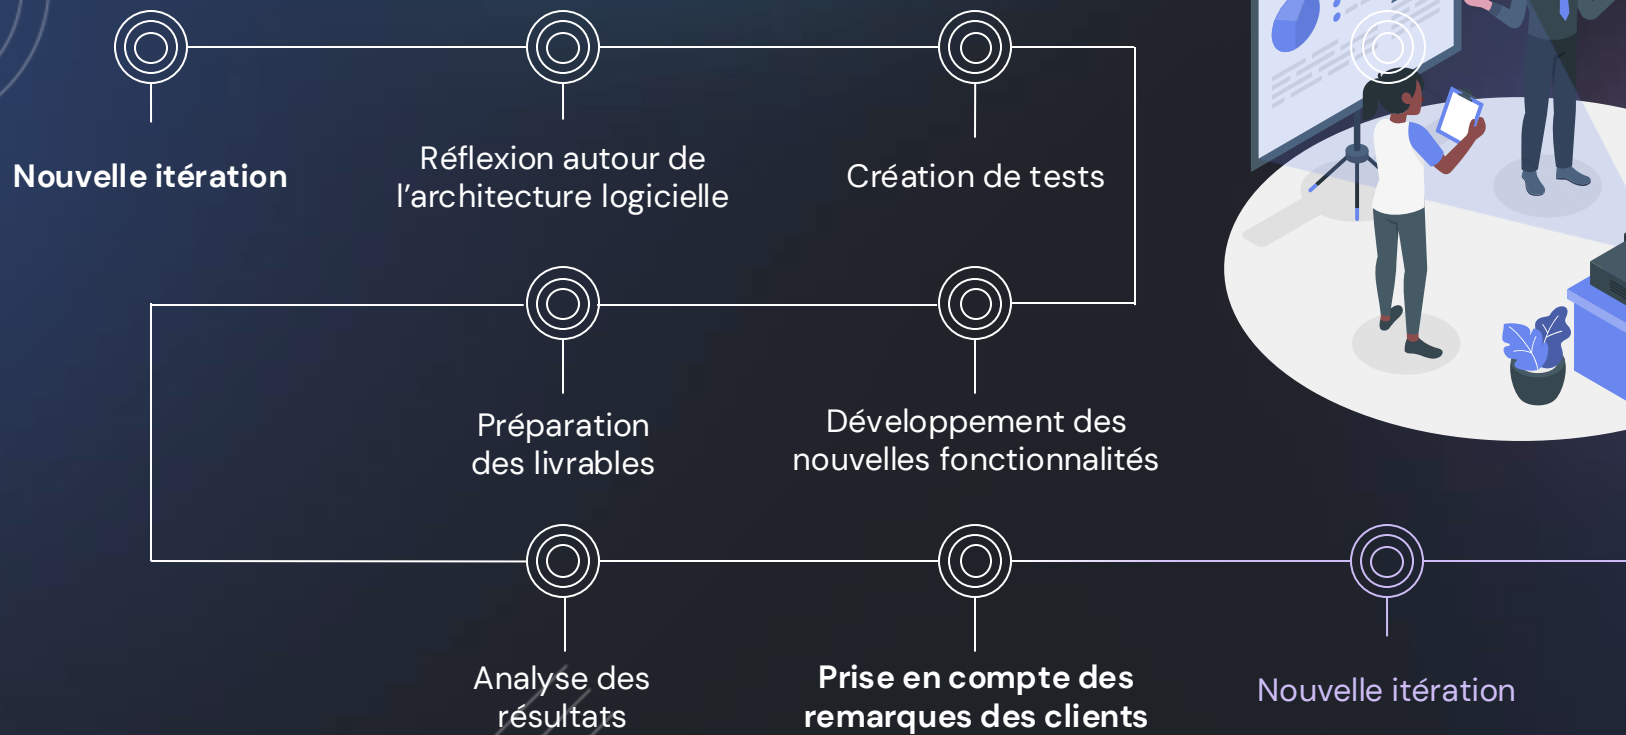 Nouvelle itération
Réflexion autour de
l’architecture logicielle
Création de tests
Préparation
des livrables
Développement des
nouvelles fonctionnalités
Analyse des
résultats
Prise en compte des
remarques des clients
Nouvelle itération